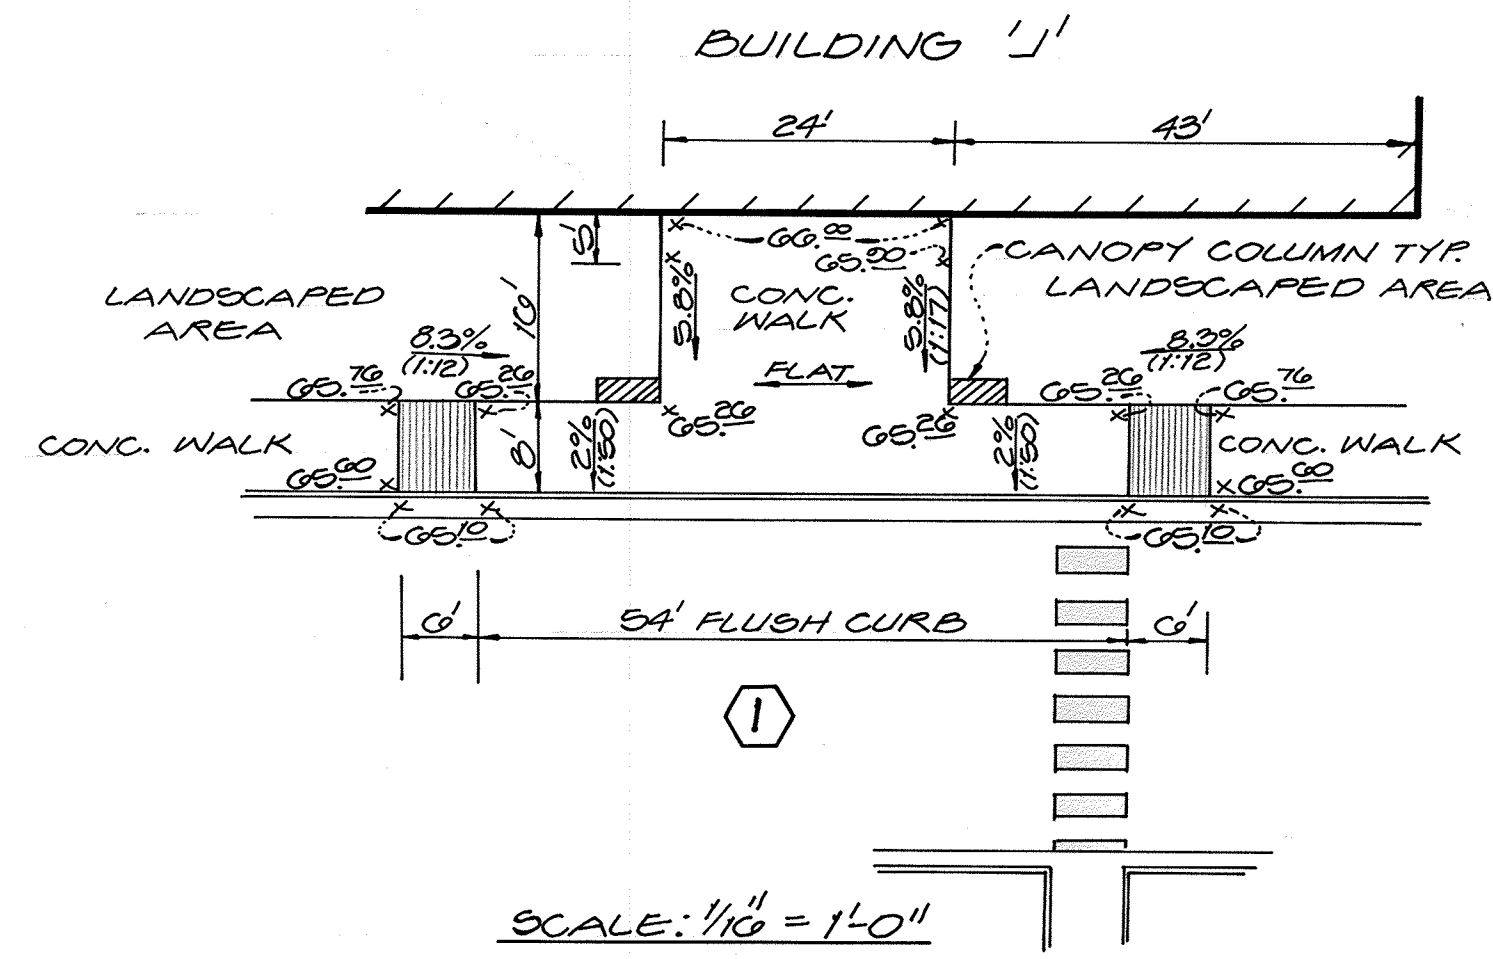 BUILDING 'J'
24' 43'
5'
66.00
65.90
CANOPY COLUMN TYP.
LANDSCAPED AREA
LANDSCAPED
AREA
16'
5.8%
CONC.
WALK
5.8%
(1:17)
8.3%
(1:12)
8.3%
(1:12)
FLAT
65.76 65.26
65.26 65.76
65.26 65.26
CONC. WALK
8'
2%
(1:50)
2%
(1:50)
CONC. WALK
65.60 65.60
65.10 65.10
6' 54' FLUSH CURB 6'
1
SCALE: 1/16" = 1'-0"